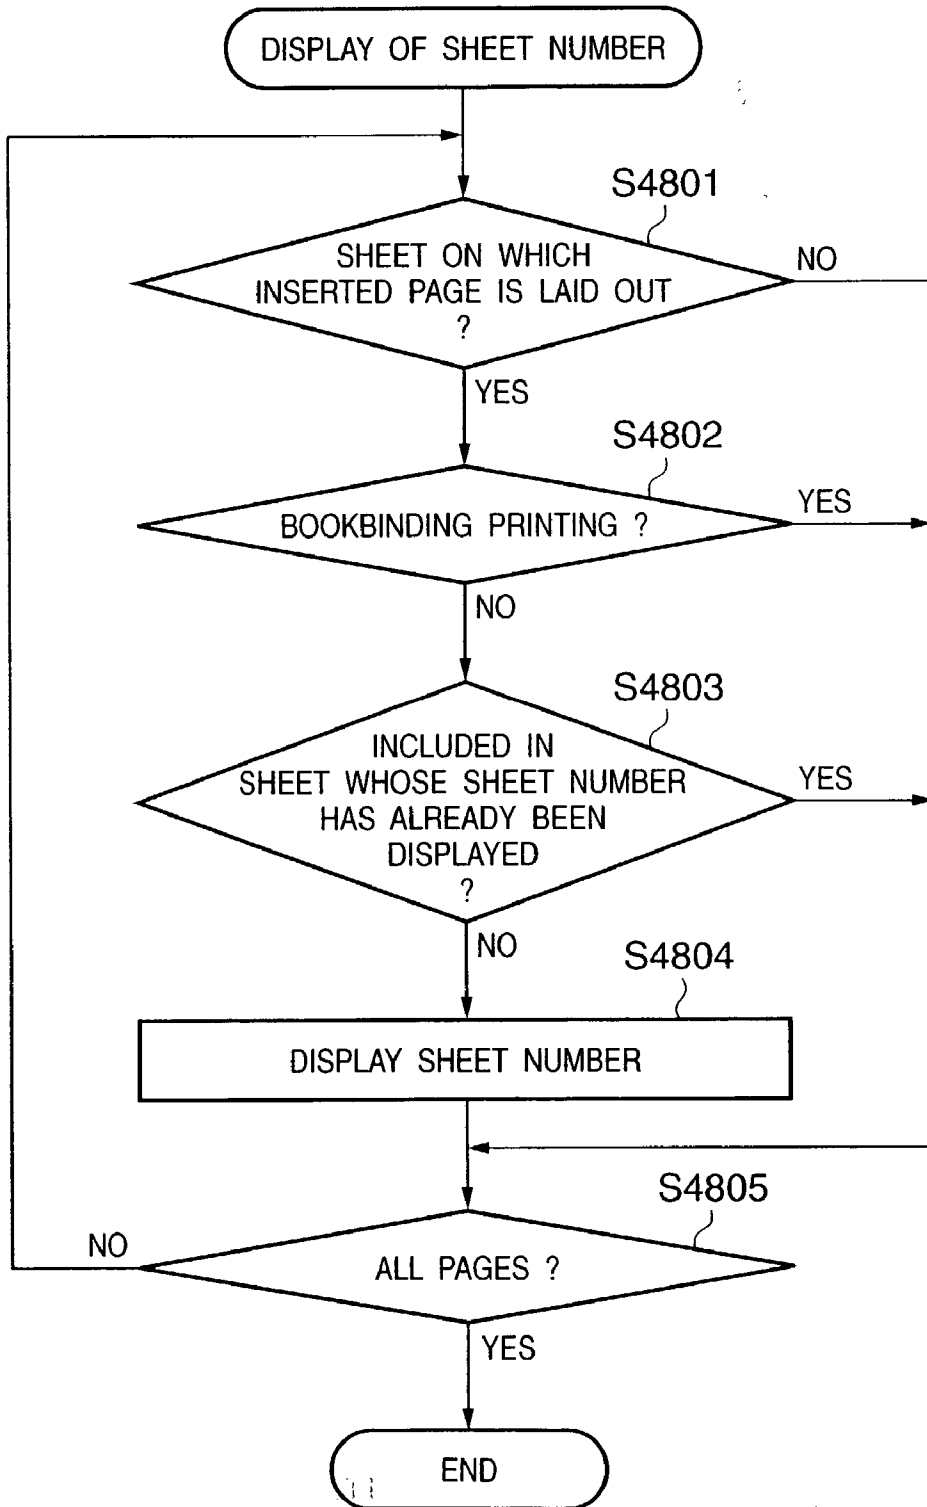 DISPLAY OF SHEET NUMBER
S4801
SHEET ON WHICH
INSERTED PAGE IS LAID OUT
?
NO
YES
S4802
BOOKBINDING PRINTING ?
YES
NO
S4803
INCLUDED IN
SHEET WHOSE SHEET NUMBER
HAS ALREADY BEEN
DISPLAYED
?
YES
NO
S4804
DISPLAY SHEET NUMBER
S4805
ALL PAGES ?
NO
YES
END